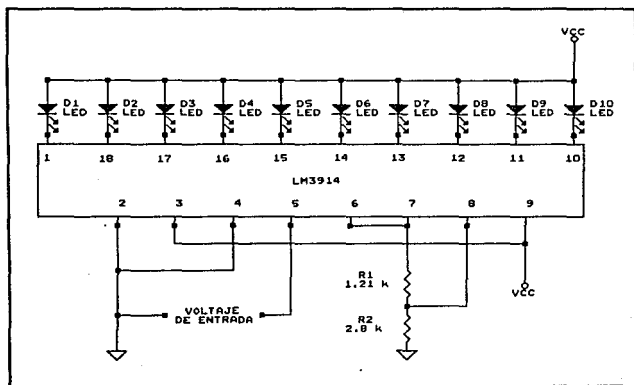 VCC
D1 LED
D2 LED
D3 LED
D4 LED
D5 LED
D6 LED
D7 LED
D8 LED
D9 LED
D10 LED
1 18 17 16 15 14 13 12 11 10
LM3914
2 3 4 5 6 7 8 9
R1
1.21 k
VCC
VOLTAJE
DE ENTRADA
R2
2.8 k